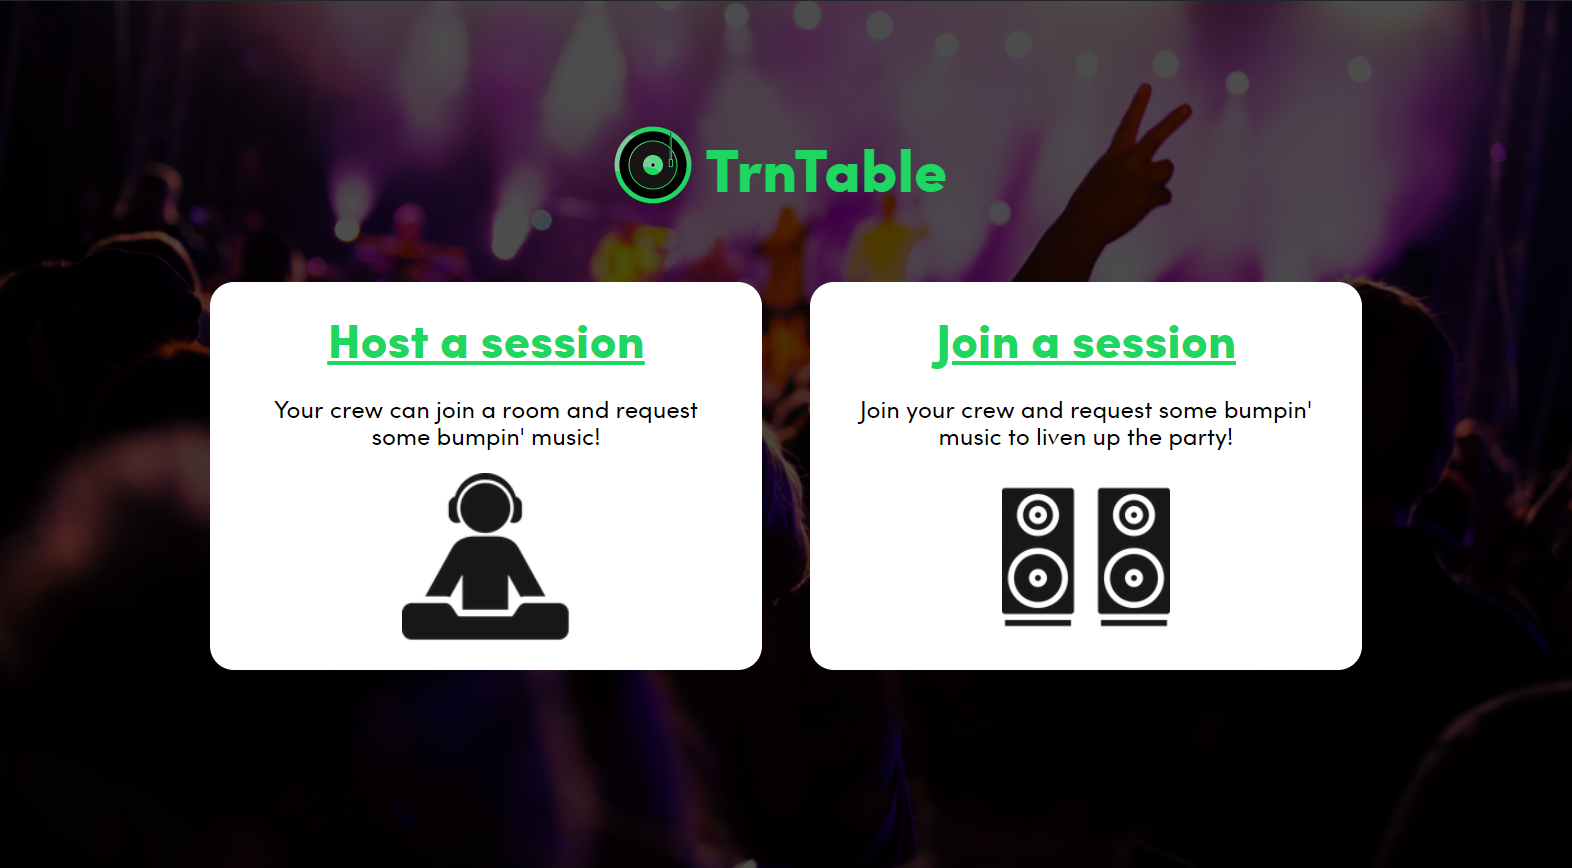 TrnTable
Host a session
Your crew can join a room and request
some bumpin' music!
Join a session
Join your crew and request some bumpin'
music to liven up the party!